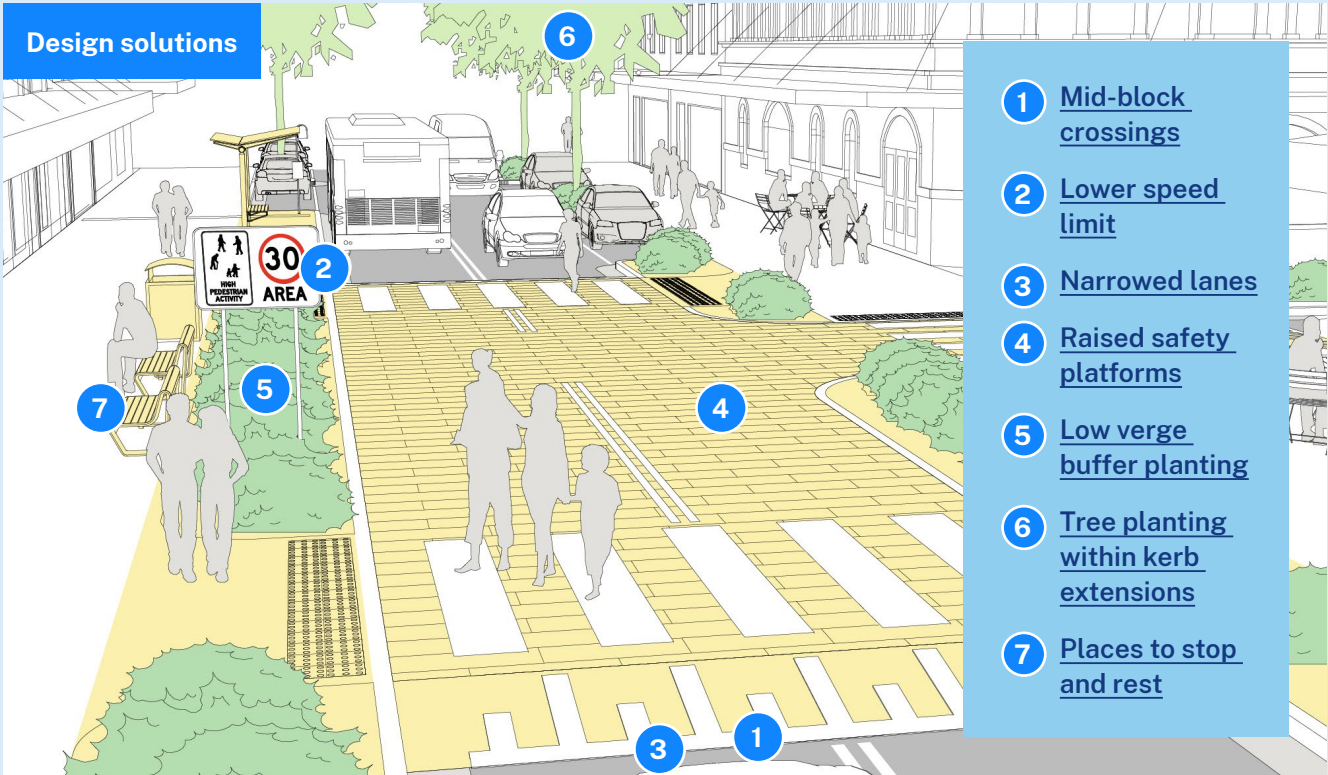 Design solutions
6
HIGH
PEDESTRIAN
ACTIVITY
30
AREA
2
5
7
4
3
1
1 Mid-block
crossings
2 Lower speed
limit
3 Narrowed lanes
4 Raised safety
platforms
5 Low verge
buffer planting
6 Tree planting
within kerb
extensions
7 Places to stop
and rest